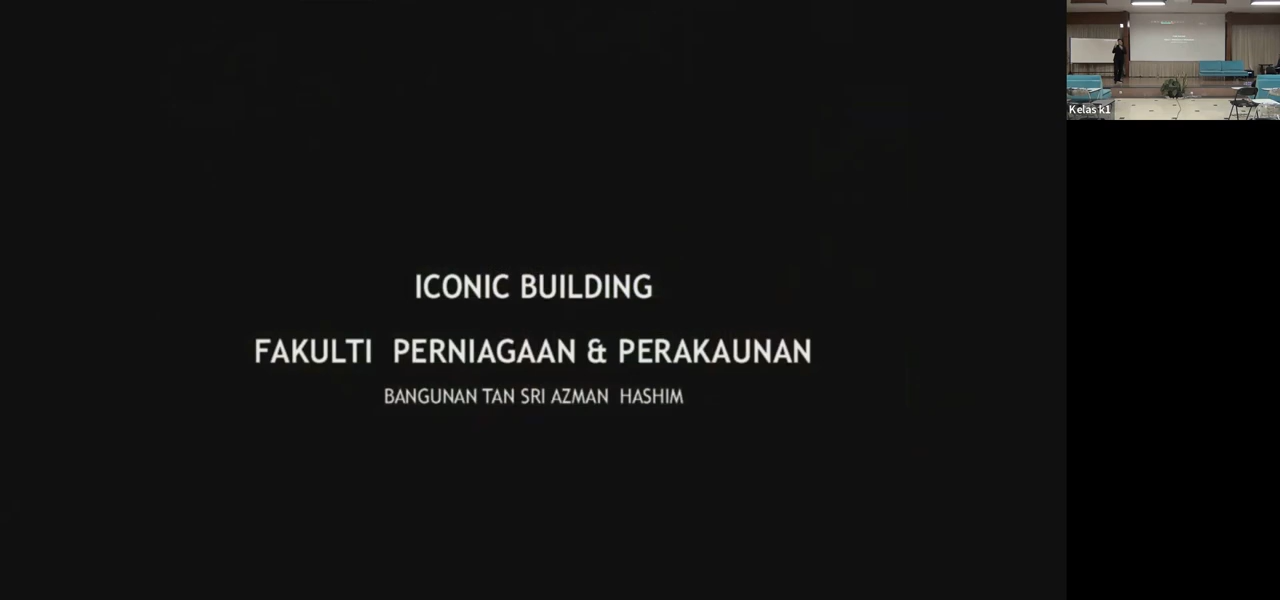 ICONIC BUILDING
FAKULTI PERNIAGAAN & PERAKAUNAN
BANGUNAN TAN SRI AZMAN HASHIM
Kelas k1